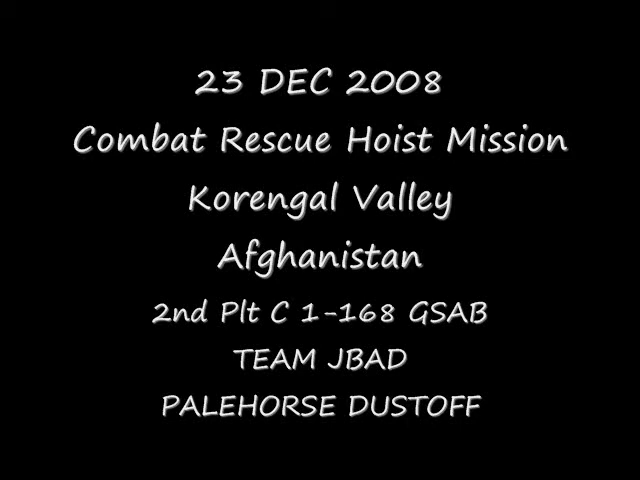 23 DEC 2008
Combat Rescue Hoist Mission
Korengal Valley
Afghanistan
2nd Plt C 1-168 GSAB
TEAM JBAD
PALEHORSE DUSTOFF